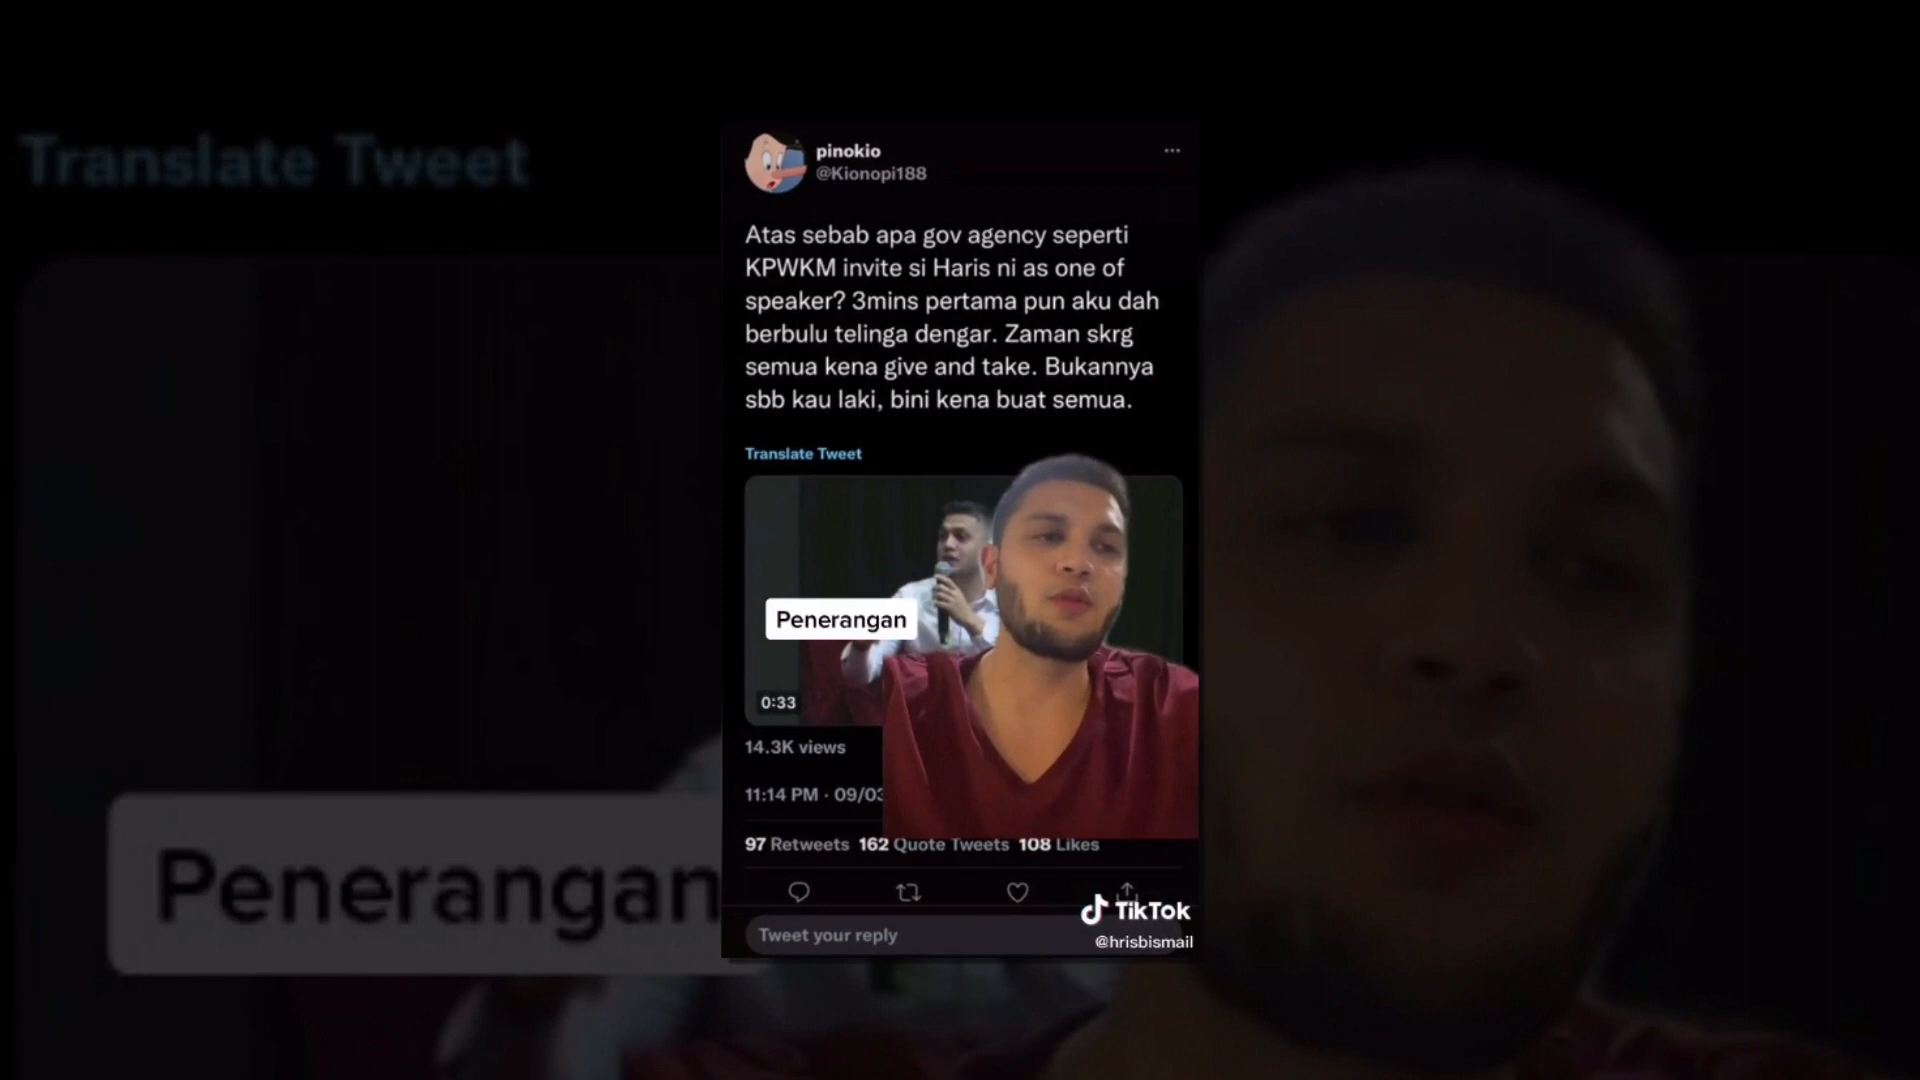 Translate Tweet
pinokio
@Kionopi188
Atas sebab apa gov agency seperti
KPWKM invite si Haris ni as one of
speaker? 3mins pertama pun aku dah
berbulu telinga dengar. Zaman skrg
semua kena give and take. Bukannya
sbb kau laki, bini kena buat semua.
Translate Tweet
Penerangan
0:33
14.3K views
11:14 PM · 09/03
97 Retweets 162 Quote Tweets 108 Likes
TikTok
Tweet your reply
@hrisbismail
Penerangan